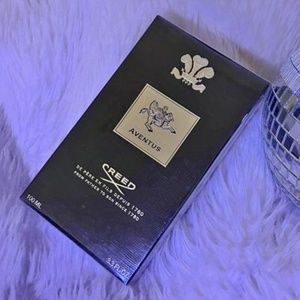 AVENTUS
CREED
DE PÈRE EN FILS DEPUIS 1760
FROM FATHER TO SON SINCE 1760
100 ML
3.3 FL.OZ.